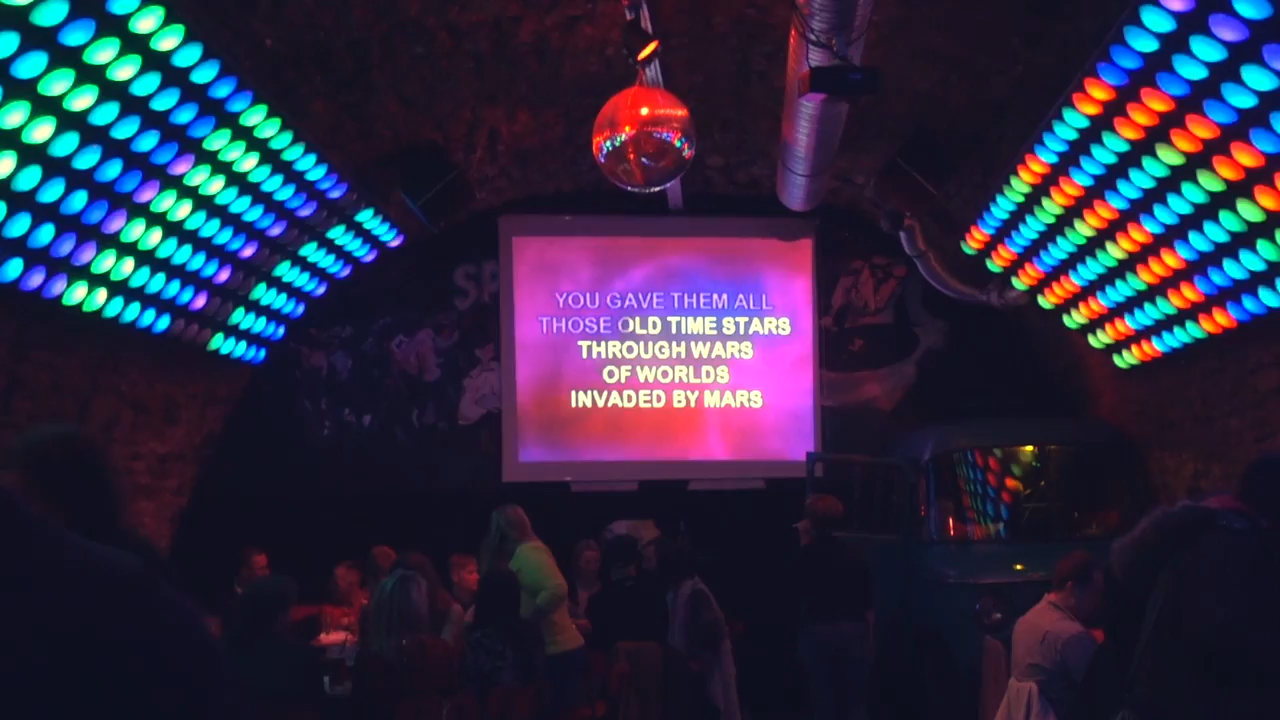 YOU GAVE THEM ALL
THOSE OLD TIME STARS
THROUGH WARS
OF WORLDS
INVADED BY MARS